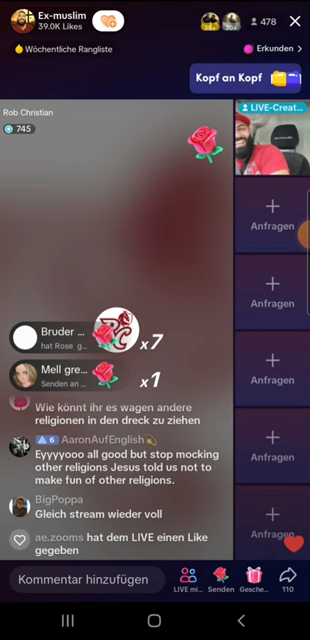 Ex-muslim
39.0K Likes
478
Wöchentliche Rangliste
Erkunden >
Kopf an Kopf
Rob Christian
745
LIVE-Creat...
Anfragen
Anfragen
Anfragen
Anfragen
Anfragen
Bruder ...
hat Rose g...
x7
Mell gre...
Senden an ...
x1
Wie könnt ihr es wagen andere
religionen in den dreck zu ziehen
6 AaronAufEnglish
Eyyyyooo all good but stop mocking
other religions Jesus told us not to
make fun of other religions.
BigPoppa
Gleich stream wieder voll
ae.zooms hat dem LIVE einen Like
gegeben
Kommentar hinzufügen
LIVE mi...
Senden
Gesche...
110